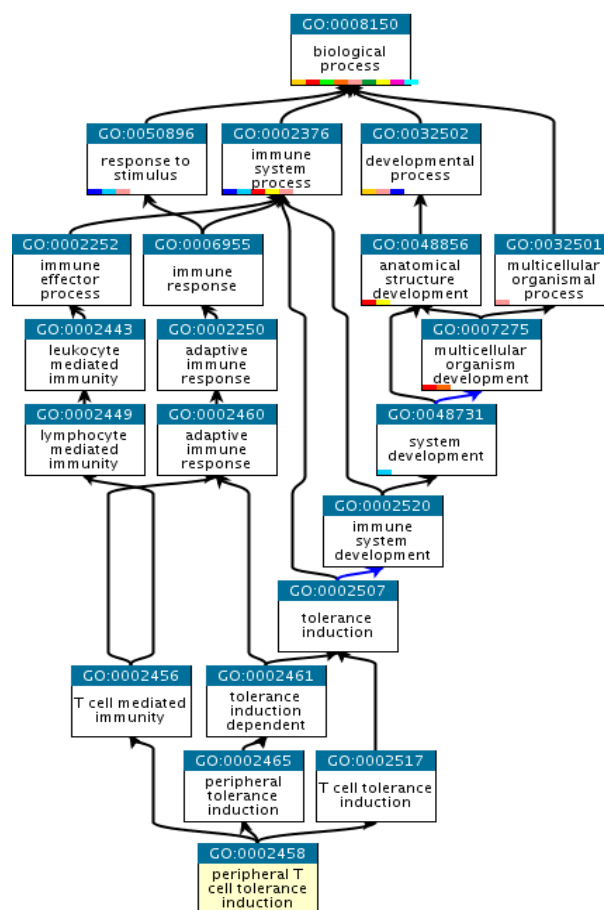 GO:0008150
biological
process
GO:0050896
response to
stimulus
GO:0002376
immune
system
process
GO:0032502
developmental
process
GO:0002252
immune
effector
process
GO:0006955
immune
response
GO:0048856
anatomical
structure
development
GO:0032501
multicellular
organismal
process
GO:0002443
leukocyte
mediated
immunity
GO:0002250
adaptive
immune
response
GO:0007275
multicellular
organism
development
GO:0002449
lymphocyte
mediated
immunity
GO:0002460
adaptive
immune
response
GO:0048731
system
development
GO:0002520
immune
system
development
GO:0002507
tolerance
induction
GO:0002456
T cell mediated
immunity
GO:0002461
tolerance
induction
dependent
GO:0002465
peripheral
tolerance
induction
GO:0002517
T cell tolerance
induction
GO:0002458
peripheral T
cell tolerance
induction